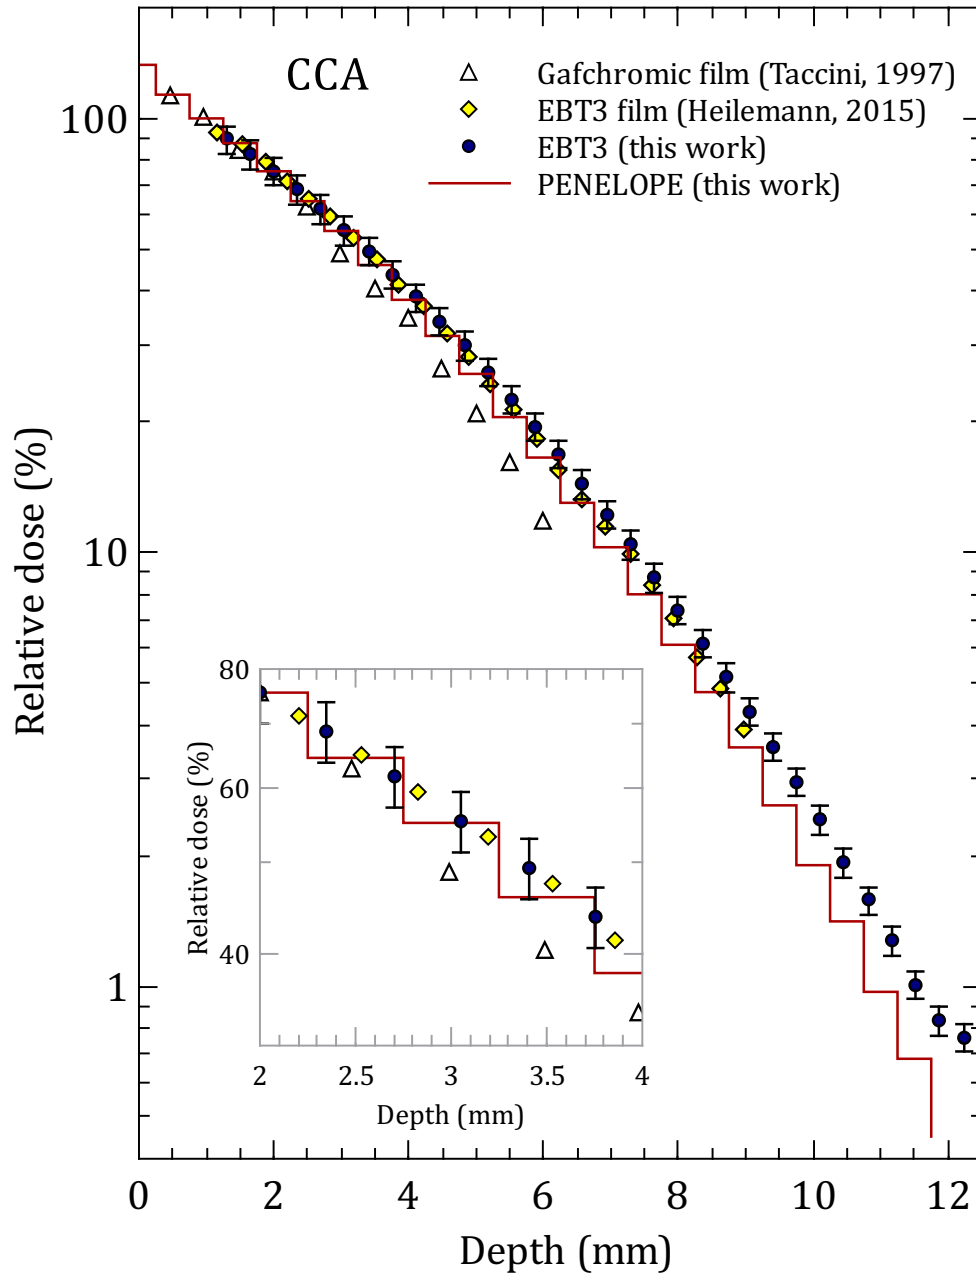 CCA
Gafchromic film (Taccini, 1997)
EBT3 film (Heilemann, 2015)
EBT3 (this work)
PENELOPE (this work)
100
10
1
Relative dose (%)
80
60
40
Relative dose (%)
2 2.5 3 3.5 4
Depth (mm)
0 2 4 6 8 10 12
Depth (mm)